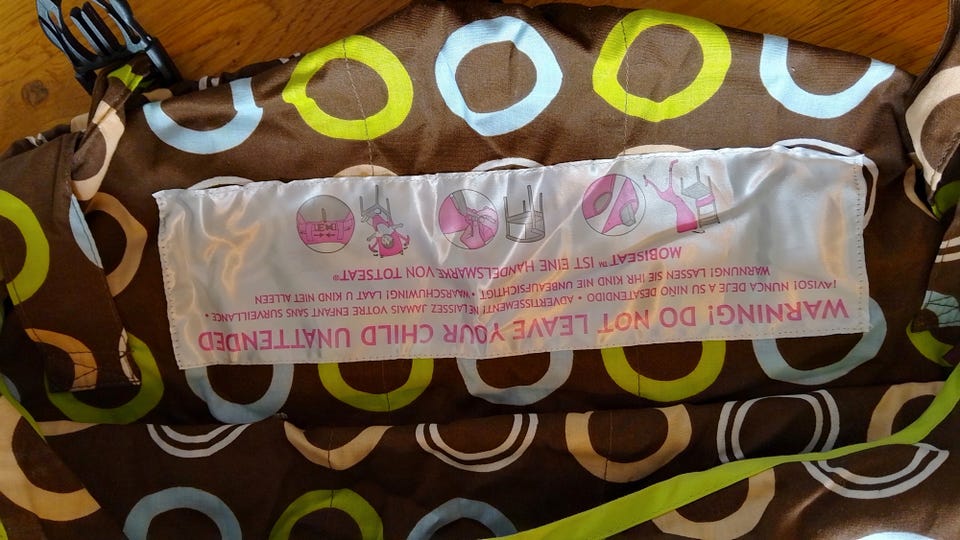 WARNING! DO NOT LEAVE YOUR CHILD UNATTENDED
¡AVISO! NUNCA DEJE A SU NIÑO DESATENDIDO • ADVERTISSEMENT! NE LAISSEZ JAMAIS VOTRE ENFANT SANS SURVEILLANCE •
WARNUNG! LASSEN SIE IHR KIND NIE UNBEAUFSICHTIGT • WAARSCHUWING! LAAT U KIND NIET ALLEEN
MOBISEAT™ IST EINE HANDELSMARKE VON TOTSEAT®